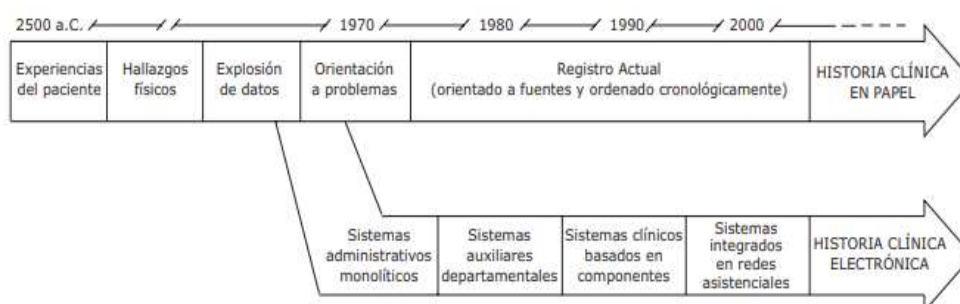 2500 a.C. 1970 1980 1990 2000
Experiencias
del paciente
Hallazgos
físicos
Explosión
de datos
Orientación
a problemas
Registro Actual
(orientado a fuentes y ordenado cronológicamente)
HISTORIA CLÍNICA
EN PAPEL
Sistemas
administrativos
monolíticos
Sistemas
auxiliares
departamentales
Sistemas clínicos
basados en
componentes
Sistemas
integrados
en redes
asistenciales
HISTORIA CLÍNICA
ELECTRÓNICA